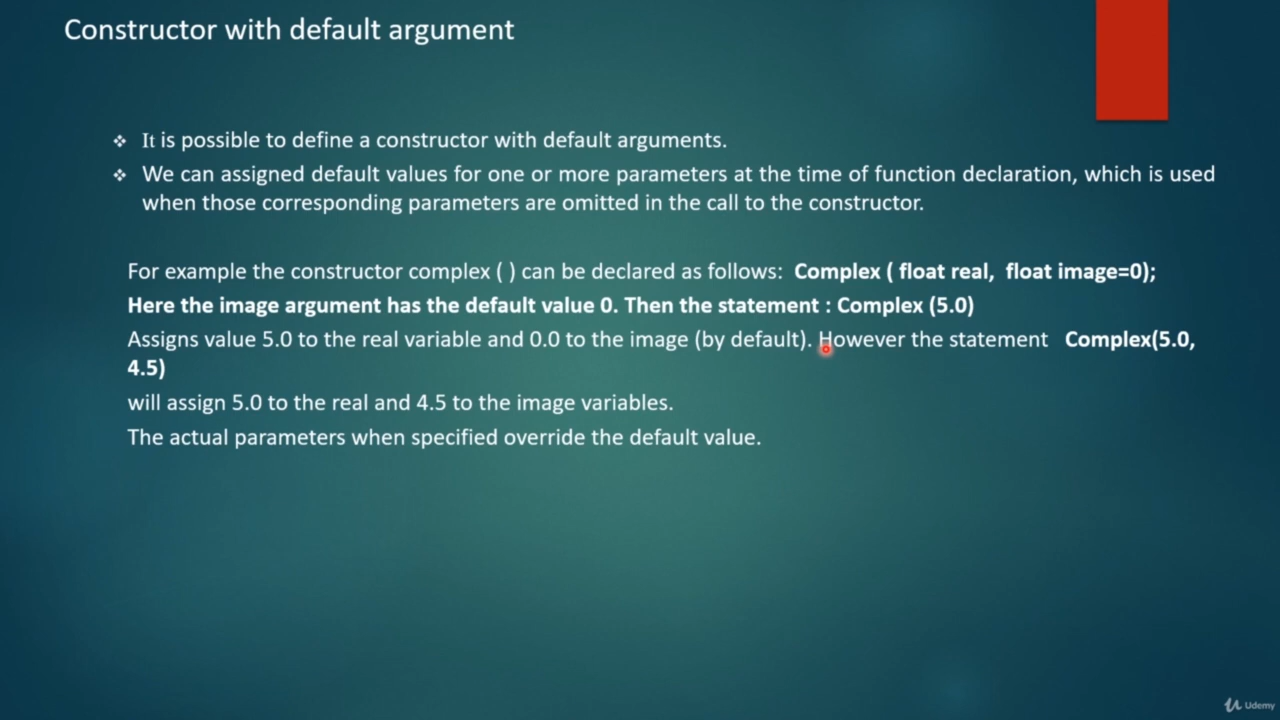 Constructor with default argument
❖ It is possible to define a constructor with default arguments.
❖ We can assigned default values for one or more parameters at the time of function declaration, which is used
when those corresponding parameters are omitted in the call to the constructor.
For example the constructor complex ( ) can be declared as follows: Complex ( float real, float image=0);
Here the image argument has the default value 0. Then the statement : Complex (5.0)
Assigns value 5.0 to the real variable and 0.0 to the image (by default). However the statement Complex(5.0,
4.5)
will assign 5.0 to the real and 4.5 to the image variables.
The actual parameters when specified override the default value.
Udemy